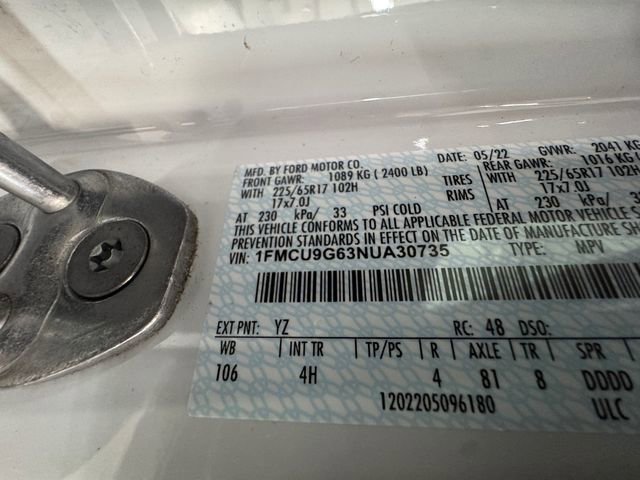 MFD. BY FORD MOTOR CO. DATE: 05/22 GVWR: 2041 KG
FRONT GAWR: 1089 KG ( 2400 LB) REAR GAWR: 1016 KG
WITH 225/65R17 102H TIRES WITH 225/65R17 102H
17x7.0J RIMS 17x7.0J
AT 230 kPa/ 33 PSI COLD AT 230 kPa/
THIS VEHICLE CONFORMS TO ALL APPLICABLE FEDERAL MOTOR VEHICLE
PREVENTION STANDARDS IN EFFECT ON THE DATE OF MANUFACTURE
VIN: 1FMCU9G63NUA30735 TYPE: MPV
EXT PNT: YZ RC: 48 DSO:
WB | INT TR | TP/PS | R | AXLE | TR | SPR
106 4H 4 81 8 DDDD
1202205096180 ULC